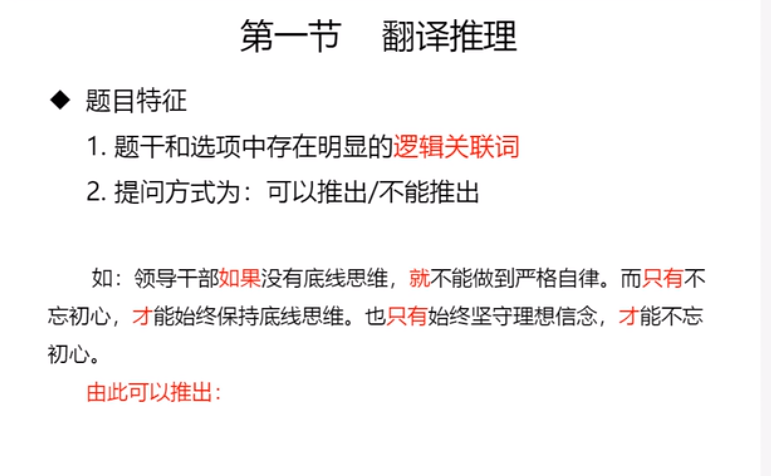 第一节 翻译推理
◆ 题目特征
1. 题干和选项中存在明显的逻辑关联词
2. 提问方式为：可以推出/不能推出
如：领导干部如果没有底线思维，就不能做到严格自律。而只有不
忘初心，才能始终保持底线思维。也只有始终坚守理想信念，才能不忘
初心。
由此可以推出：